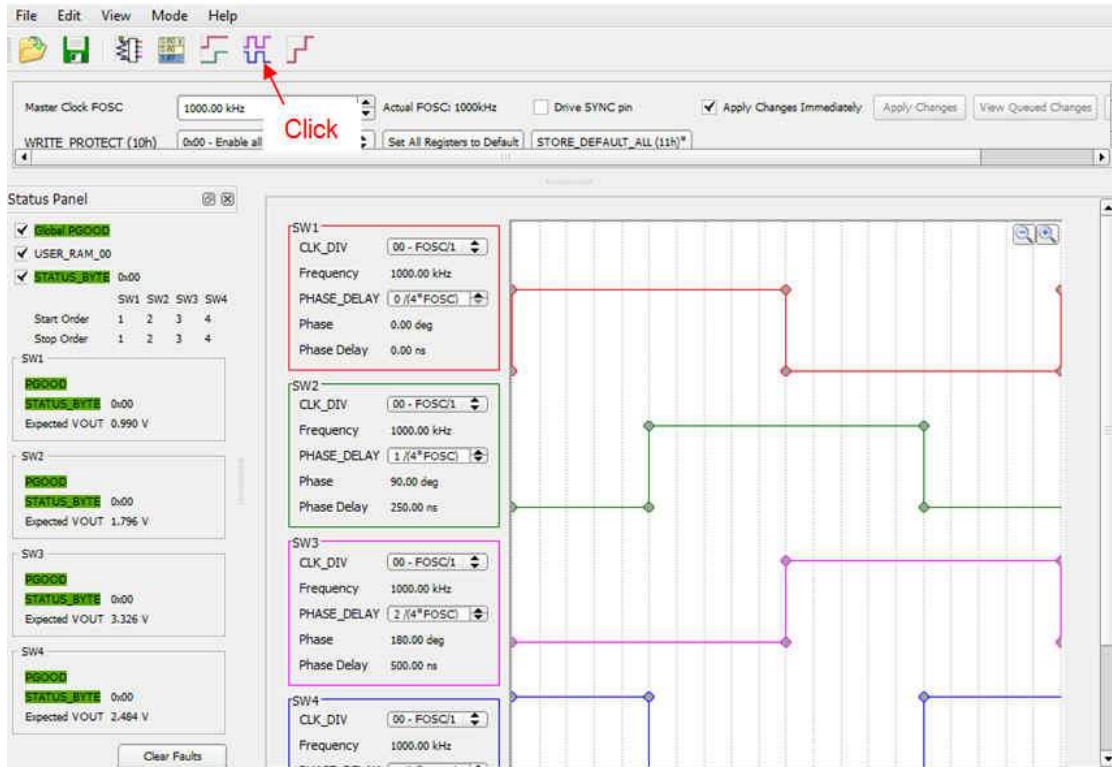 File Edit View Mode Help
Click
Master Clock FOSC 1000.00 kHz Actual FOSC: 1000kHz Drive SYNC pin Apply Changes Immediately Apply Changes View Queued Changes
WRITE_PROTECT (10h) 0x00 - Enable all Set All Registers to Default STORE_DEFAULT_ALL (11h)*
Status Panel
Global PGOOD
USER_RAM_00
STATUS_BYTE 0x00
SW1 SW2 SW3 SW4
Start Order 1 2 3 4
Stop Order 1 2 3 4
SW1
PGOOD
STATUS_BYTE 0x00
Expected VOUT 0.990 V
SW2
PGOOD
STATUS_BYTE 0x00
Expected VOUT 1.796 V
SW3
PGOOD
STATUS_BYTE 0x00
Expected VOUT 3.326 V
SW4
PGOOD
STATUS_BYTE 0x00
Expected VOUT 2.484 V
Clear Faults
SW1
CLK_DIV 00 - FOSC/1
Frequency 1000.00 kHz
PHASE_DELAY 0 /(4*FOSC)
Phase 0.00 deg
Phase Delay 0.00 ns
SW2
CLK_DIV 00 - FOSC/1
Frequency 1000.00 kHz
PHASE_DELAY 1 /(4*FOSC)
Phase 90.00 deg
Phase Delay 250.00 ns
SW3
CLK_DIV 00 - FOSC/1
Frequency 1000.00 kHz
PHASE_DELAY 2 /(4*FOSC)
Phase 180.00 deg
Phase Delay 500.00 ns
SW4
CLK_DIV 00 - FOSC/1
Frequency 1000.00 kHz